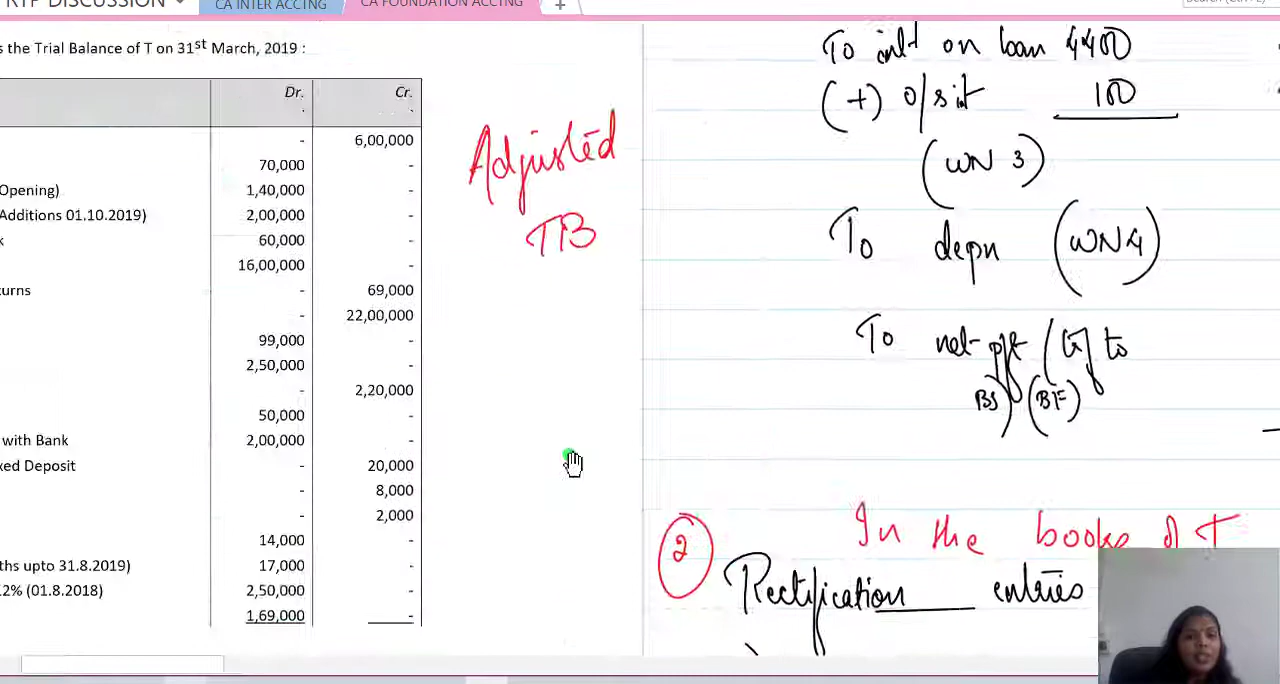 RTP DISCUSSION
CA INTER ACCTNG
CA FOUNDATION ACCTNG
+
s the Trial Balance of T on 31st March, 2019 :
Dr. Cr.
- 6,00,000
70,000 -
Opening) 1,40,000 -
Additions 01.10.2019) 2,00,000 -
k 60,000 -
16,00,000 -
urns - 69,000
- 22,00,000
99,000 -
2,50,000 -
- 2,20,000
50,000 -
with Bank 2,00,000 -
xed Deposit - 20,000
- 8,000
- 2,000
14,000 -
ths upto 31.8.2019) 17,000 -
2% (01.8.2018) 2,50,000 -
1,69,000 -
Adjusted
TB
To int on loan 4400
(+) o/s int 100
(WN 3)
To depn (WN4)
To net pft (tf to
BS) (BF)
2
In the books of T
Rectification entries